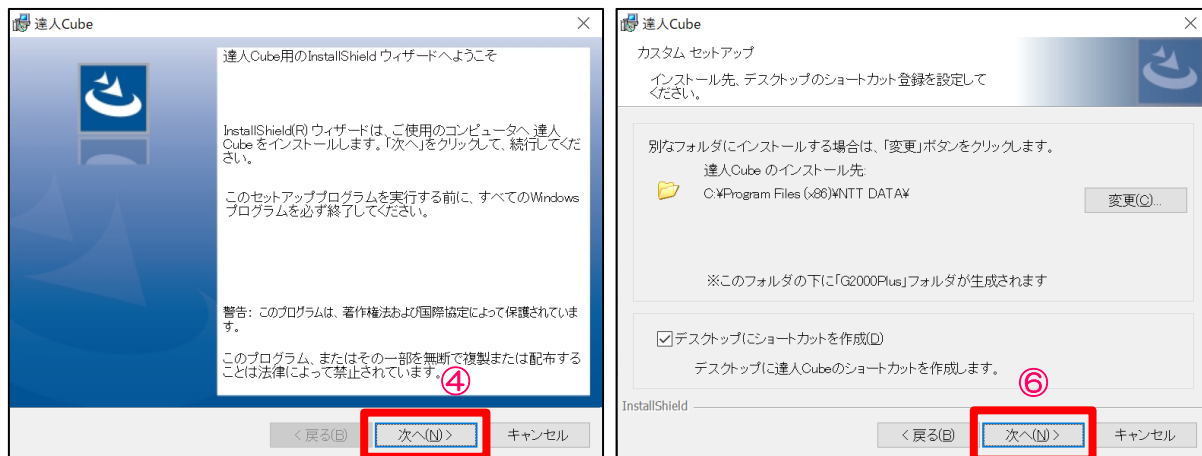 達人Cube
達人Cube用のInstallShield ウィザードへようこそ
InstallShield(R) ウィザードは、ご使用のコンピュータへ 達人
Cube をインストールします。「次へ」をクリックして、続行してくだ
さい。
このセットアッププログラムを実行する前に、すべてのWindows
プログラムを必ず終了してください。
警告: このプログラムは、著作権法および国際協定によって保護されていま
す。
このプログラム、またはその一部を無断で複製または配布する
ことは法律によって禁止されています。
④
< 戻る(B)
次へ(N) >
キャンセル
達人Cube
カスタム セットアップ
インストール先、デスクトップのショートカット登録を設定して
ください。
別なフォルダにインストールする場合は、「変更」ボタンをクリックします。
達人Cube のインストール先:
C:¥Program Files (x86)¥NTT DATA¥
変更(C)...
※このフォルダの下に「G2000Plus」フォルダが生成されます
デスクトップにショートカットを作成(D)
デスクトップに達人Cubeのショートカットを作成します。
⑥
InstallShield
< 戻る(B)
次へ(N) >
キャンセル